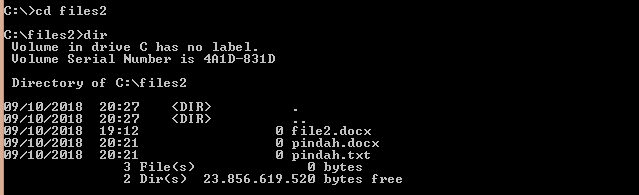 C:\>cd files2
C:\files2>dir
Volume in drive C has no label.
Volume Serial Number is 4A1D-831D
Directory of C:\files2
09/10/2018  20:27    <DIR>          .
09/10/2018  20:27    <DIR>          ..
09/10/2018  19:12                 0 file2.docx
09/10/2018  20:21                 0 pindah.docx
09/10/2018  20:21                 0 pindah.txt
3 File(s)              0 bytes
2 Dir(s)  23.856.619.520 bytes free